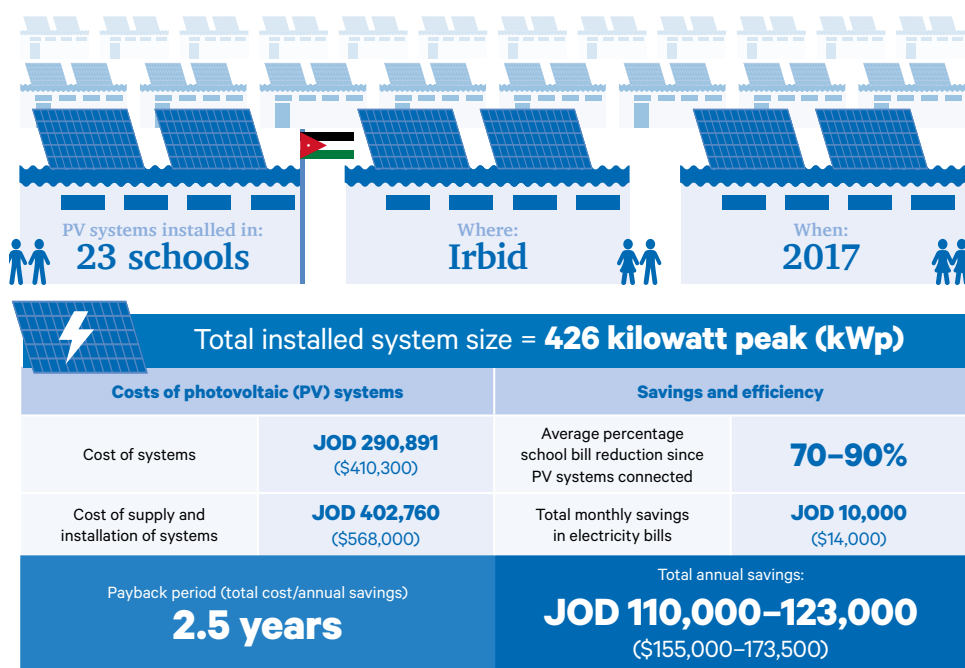 PV systems installed in:
23 schools
Where:
Irbid
When:
2017
Total installed system size = 426 kilowatt peak (kWp)
Costs of photovoltaic (PV) systems
Savings and efficiency
Cost of systems
JOD 290,891
($410,300)
Average percentage
school bill reduction since
PV systems connected
70–90%
Cost of supply and
installation of systems
JOD 402,760
($568,000)
Total monthly savings
in electricity bills
JOD 10,000
($14,000)
Payback period (total cost/annual savings)
2.5 years
Total annual savings:
JOD 110,000–123,000
($155,000–173,500)